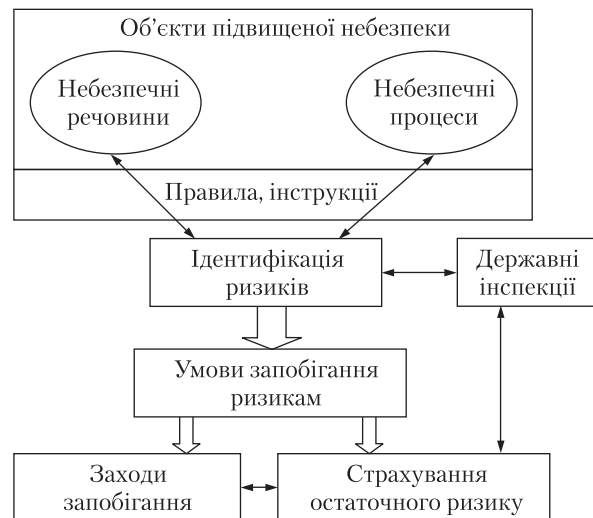 Об’єкти підвищеної небезпеки
Небезпечні
речовини
Небезпечні
процеси
Правила, інструкції
Ідентифікація
ризиків
Державні
інспекції
Умови запобігання
ризикам
Заходи
запобігання
Страхування
остаточного ризику